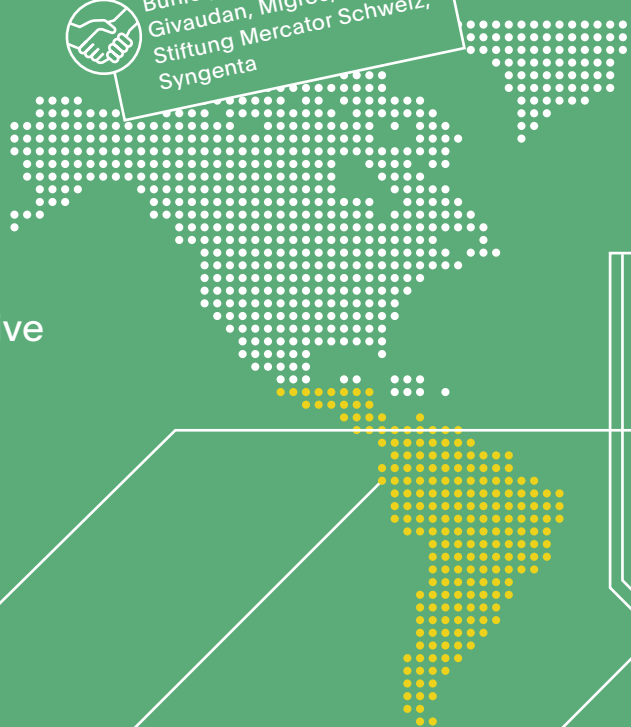 Givaudan, Migros,
Stiftung Mercator Schweiz,
Syngenta